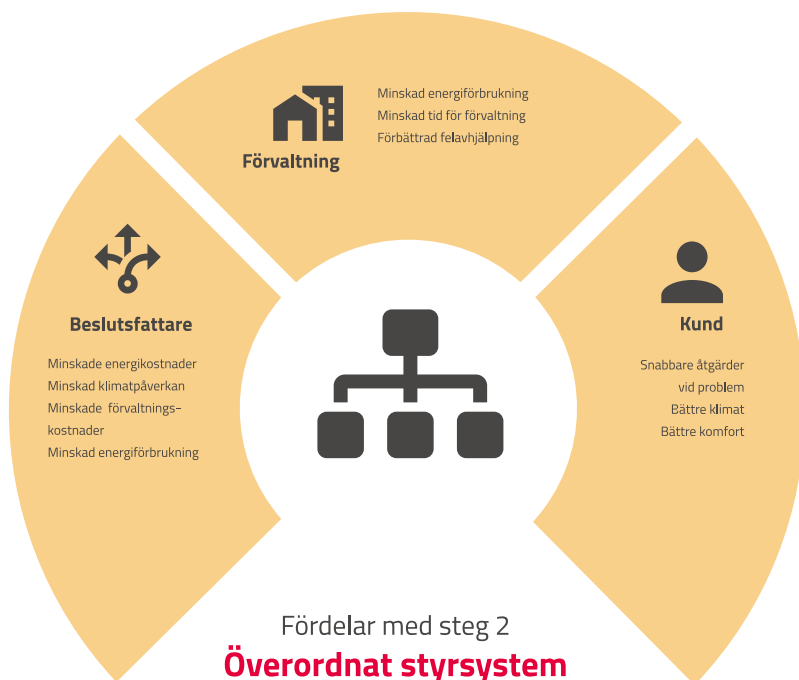 Förvaltning
Minskad energiförbrukning
Minskad tid för förvaltning
Förbättrad felavhjälpning
Beslutsfattare
Minskade energikostnader
Minskad klimatpåverkan
Minskade förvaltnings-
kostnader
Minskad energiförbrukning
Kund
Snabbare åtgärder
vid problem
Bättre klimat
Bättre komfort
Fördelar med steg 2
Överordnat styrsystem